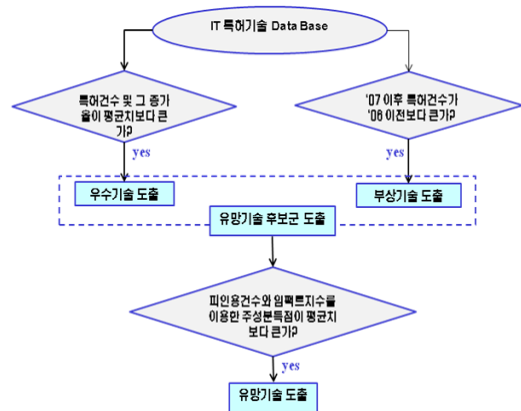 IT 특허기술 Data Base
특허건수 및 그 증가
율이 평균치보다 큰
가?
'07 이후 특허건수가
'06 이전보다 큰가?
yes
yes
우수기술 도출
부상기술 도출
유망기술 후보군 도출
피인용건수와 임팩트지수를
이용한 주성분득점이 평균치
보다 큰가?
yes
유망기술 도출